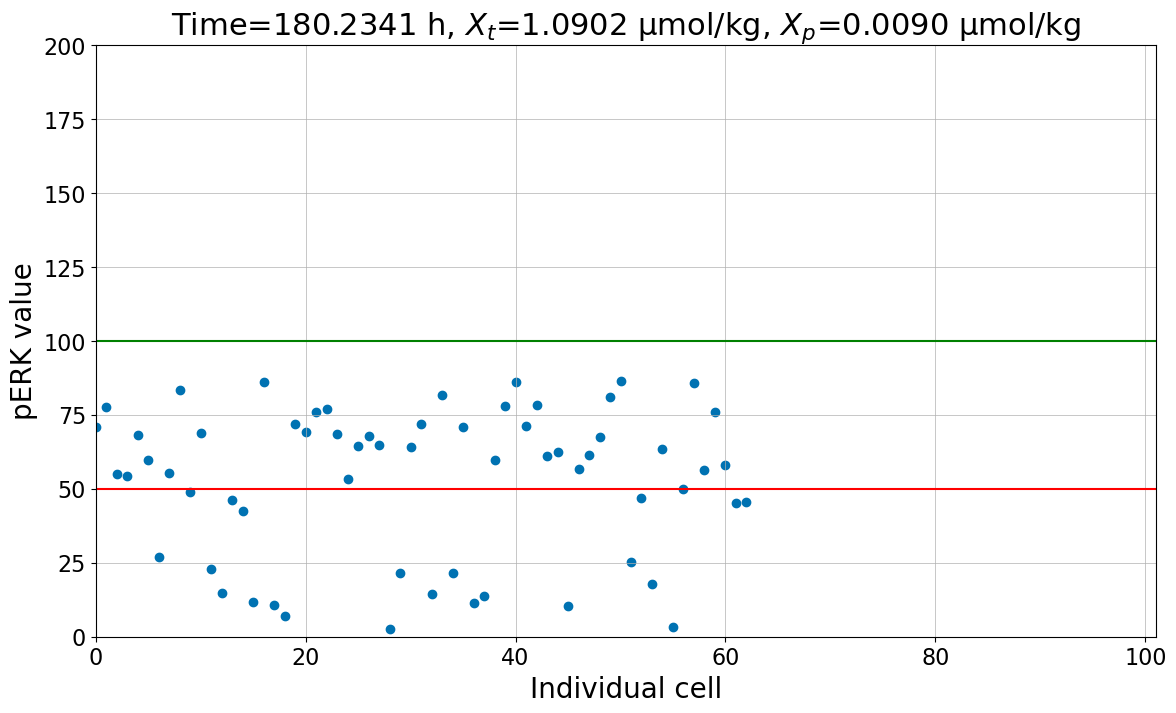 Time=180.2341 h, $X_t$=1.0902 μmol/kg, $X_p$=0.0090 μmol/kg
200
175
150
125
100
75
50
25
0
pERK value
0 20 40 60 80 100
Individual cell